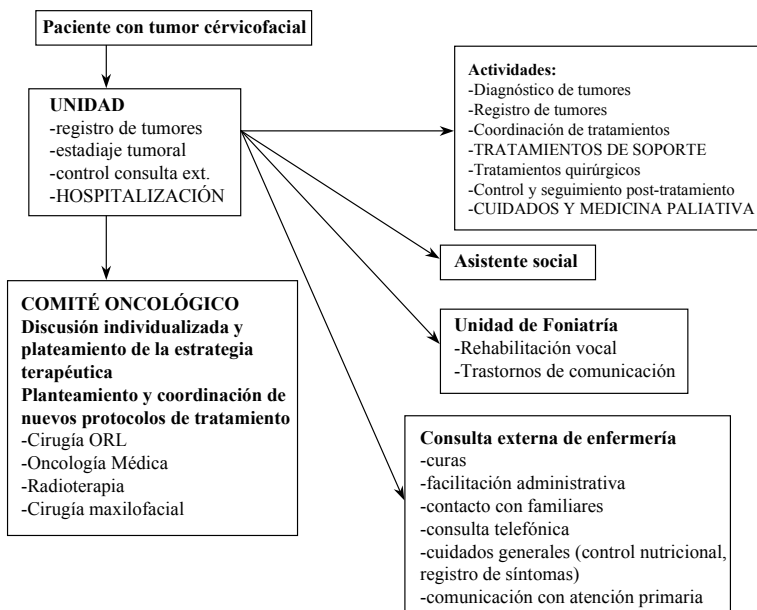 Paciente con tumor cérvicofacial
UNIDAD
-registro de tumores
-estadiaje tumoral
-control consulta ext.
-HOSPITALIZACIÓN
COMITÉ ONCOLÓGICO
Discusión individualizada y
plateamiento de la estrategia
terapéutica
Planteamiento y coordinación de
nuevos protocolos de tratamiento
-Cirugía ORL
-Oncología Médica
-Radioterapia
-Cirugía maxilofacial
Actividades:
-Diagnóstico de tumores
-Registro de tumores
-Coordinación de tratamientos
-TRATAMIENTOS DE SOPORTE
-Tratamientos quirúrgicos
-Control y seguimiento post-tratamiento
-CUIDADOS Y MEDICINA PALIATIVA
Asistente social
Unidad de Foniatría
-Rehabilitación vocal
-Trastornos de comunicación
Consulta externa de enfermería
-curas
-facilitación administrativa
-contacto con familiares
-consulta telefónica
-cuidados generales (control nutricional,
registro de síntomas)
-comunicación con atención primaria